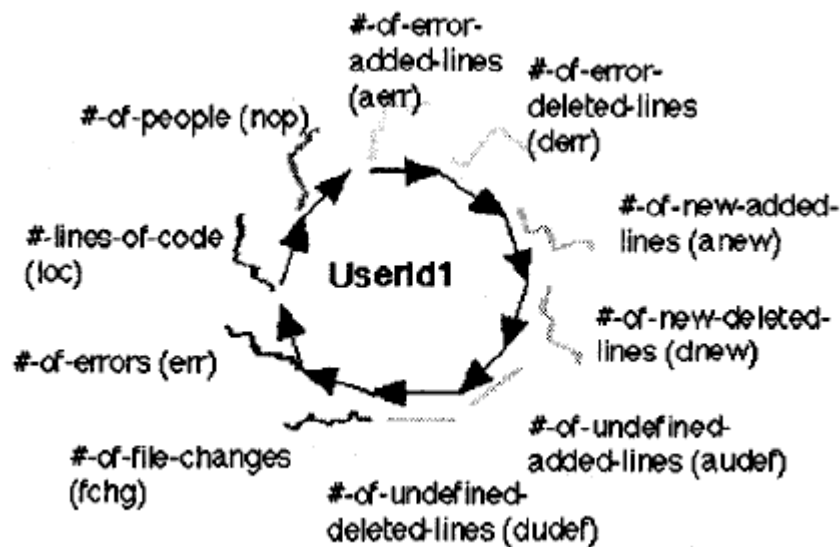 #-of-error-
added-lines
(aerr)
#-of-error-
deleted-lines
(derr)
#-of-people (nop)
#-of-new-added-
lines (anew)
#-lines-of-code
(loc)
UserId1
#-of-new-deleted-
lines (dnew)
#-of-errors (err)
#-of-undefined-
added-lines (audef)
#-of-file-changes
(fchg)
#-of-undefined-
deleted-lines (dudef)